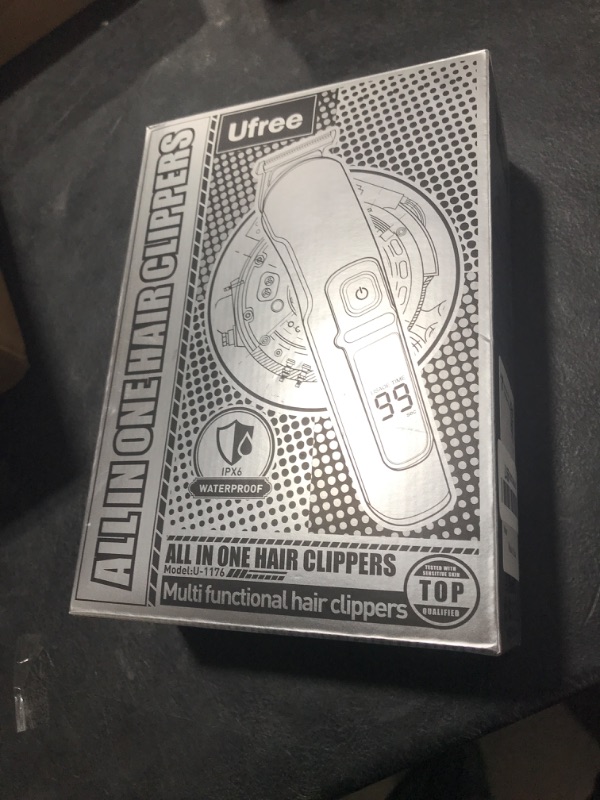 Ufree
ALL IN ONE HAIR CLIPPERS
99
IPX6
WATERPROOF
ALL IN ONE HAIR CLIPPERS
Model:U-1176
Multi functional hair clippers
TESTED WITH
SENSITIVE SKIN
TOP
QUALIFIED